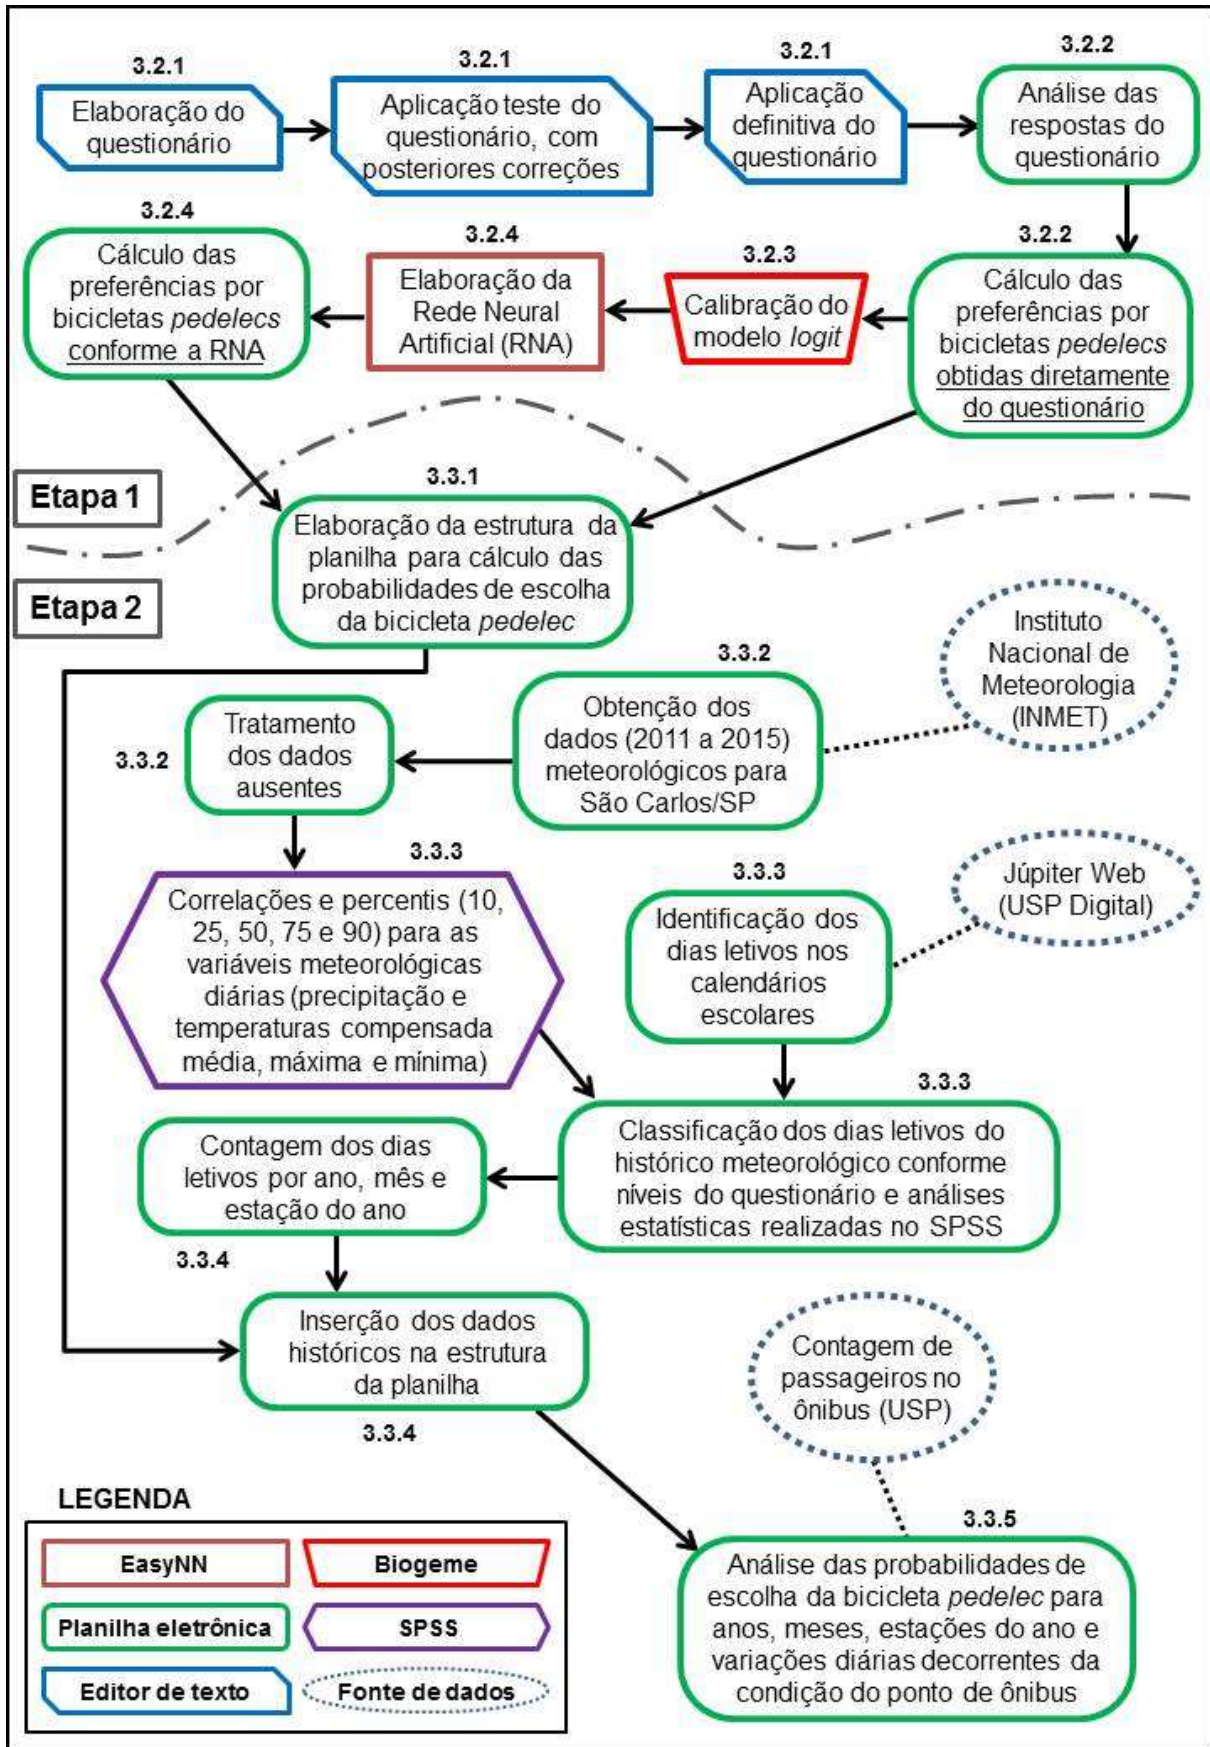 3.2.1
Elaboração do
questionário
3.2.1
Aplicação teste do
questionário, com
posteriores correções
3.2.1
Aplicação
definitiva do
questionário
3.2.2
Análise das
respostas do
questionário
3.2.4
Cálculo das
preferências por
bicicletas pedelecs
conforme a RNA
3.2.4
Elaboração da
Rede Neural
Artificial (RNA)
3.2.3
Calibração do
modelo logit
3.2.2
Cálculo das
preferências por
bicicletas pedelecs
obtidas diretamente
do questionário
Etapa 1
3.3.1
Elaboração da estrutura da
planilha para cálculo das
probabilidades de escolha
da bicicleta pedelec
Etapa 2
Instituto
Nacional de
Meteorologia
(INMET)
3.3.2
Obtenção dos
dados (2011 a 2015)
meteorológicos para
São Carlos/SP
3.3.2
Tratamento
dos dados
ausentes
3.3.3
Correlações e percentis (10,
25, 50, 75 e 90) para as
variáveis meteorológicas
diárias (precipitação e
temperaturas compensada
média, máxima e mínima)
3.3.3
Identificação dos
dias letivos nos
calendários
escolares
Júpiter Web
(USP Digital)
3.3.3
Classificação dos dias letivos do
histórico meteorológico conforme
níveis do questionário e análises
estatísticas realizadas no SPSS
Contagem dos dias
letivos por ano, mês e
estação do ano
3.3.4
Inserção dos dados
históricos na estrutura
da planilha
3.3.4
Contagem de
passageiros no
ônibus (USP)
3.3.5
Análise das probabilidades de
escolha da bicicleta pedelec para
anos, meses, estações do ano e
variações diárias decorrentes da
condição do ponto de ônibus
LEGENDA
EasyNN
Biogeme
Planilha eletrônica
SPSS
Editor de texto
Fonte de dados